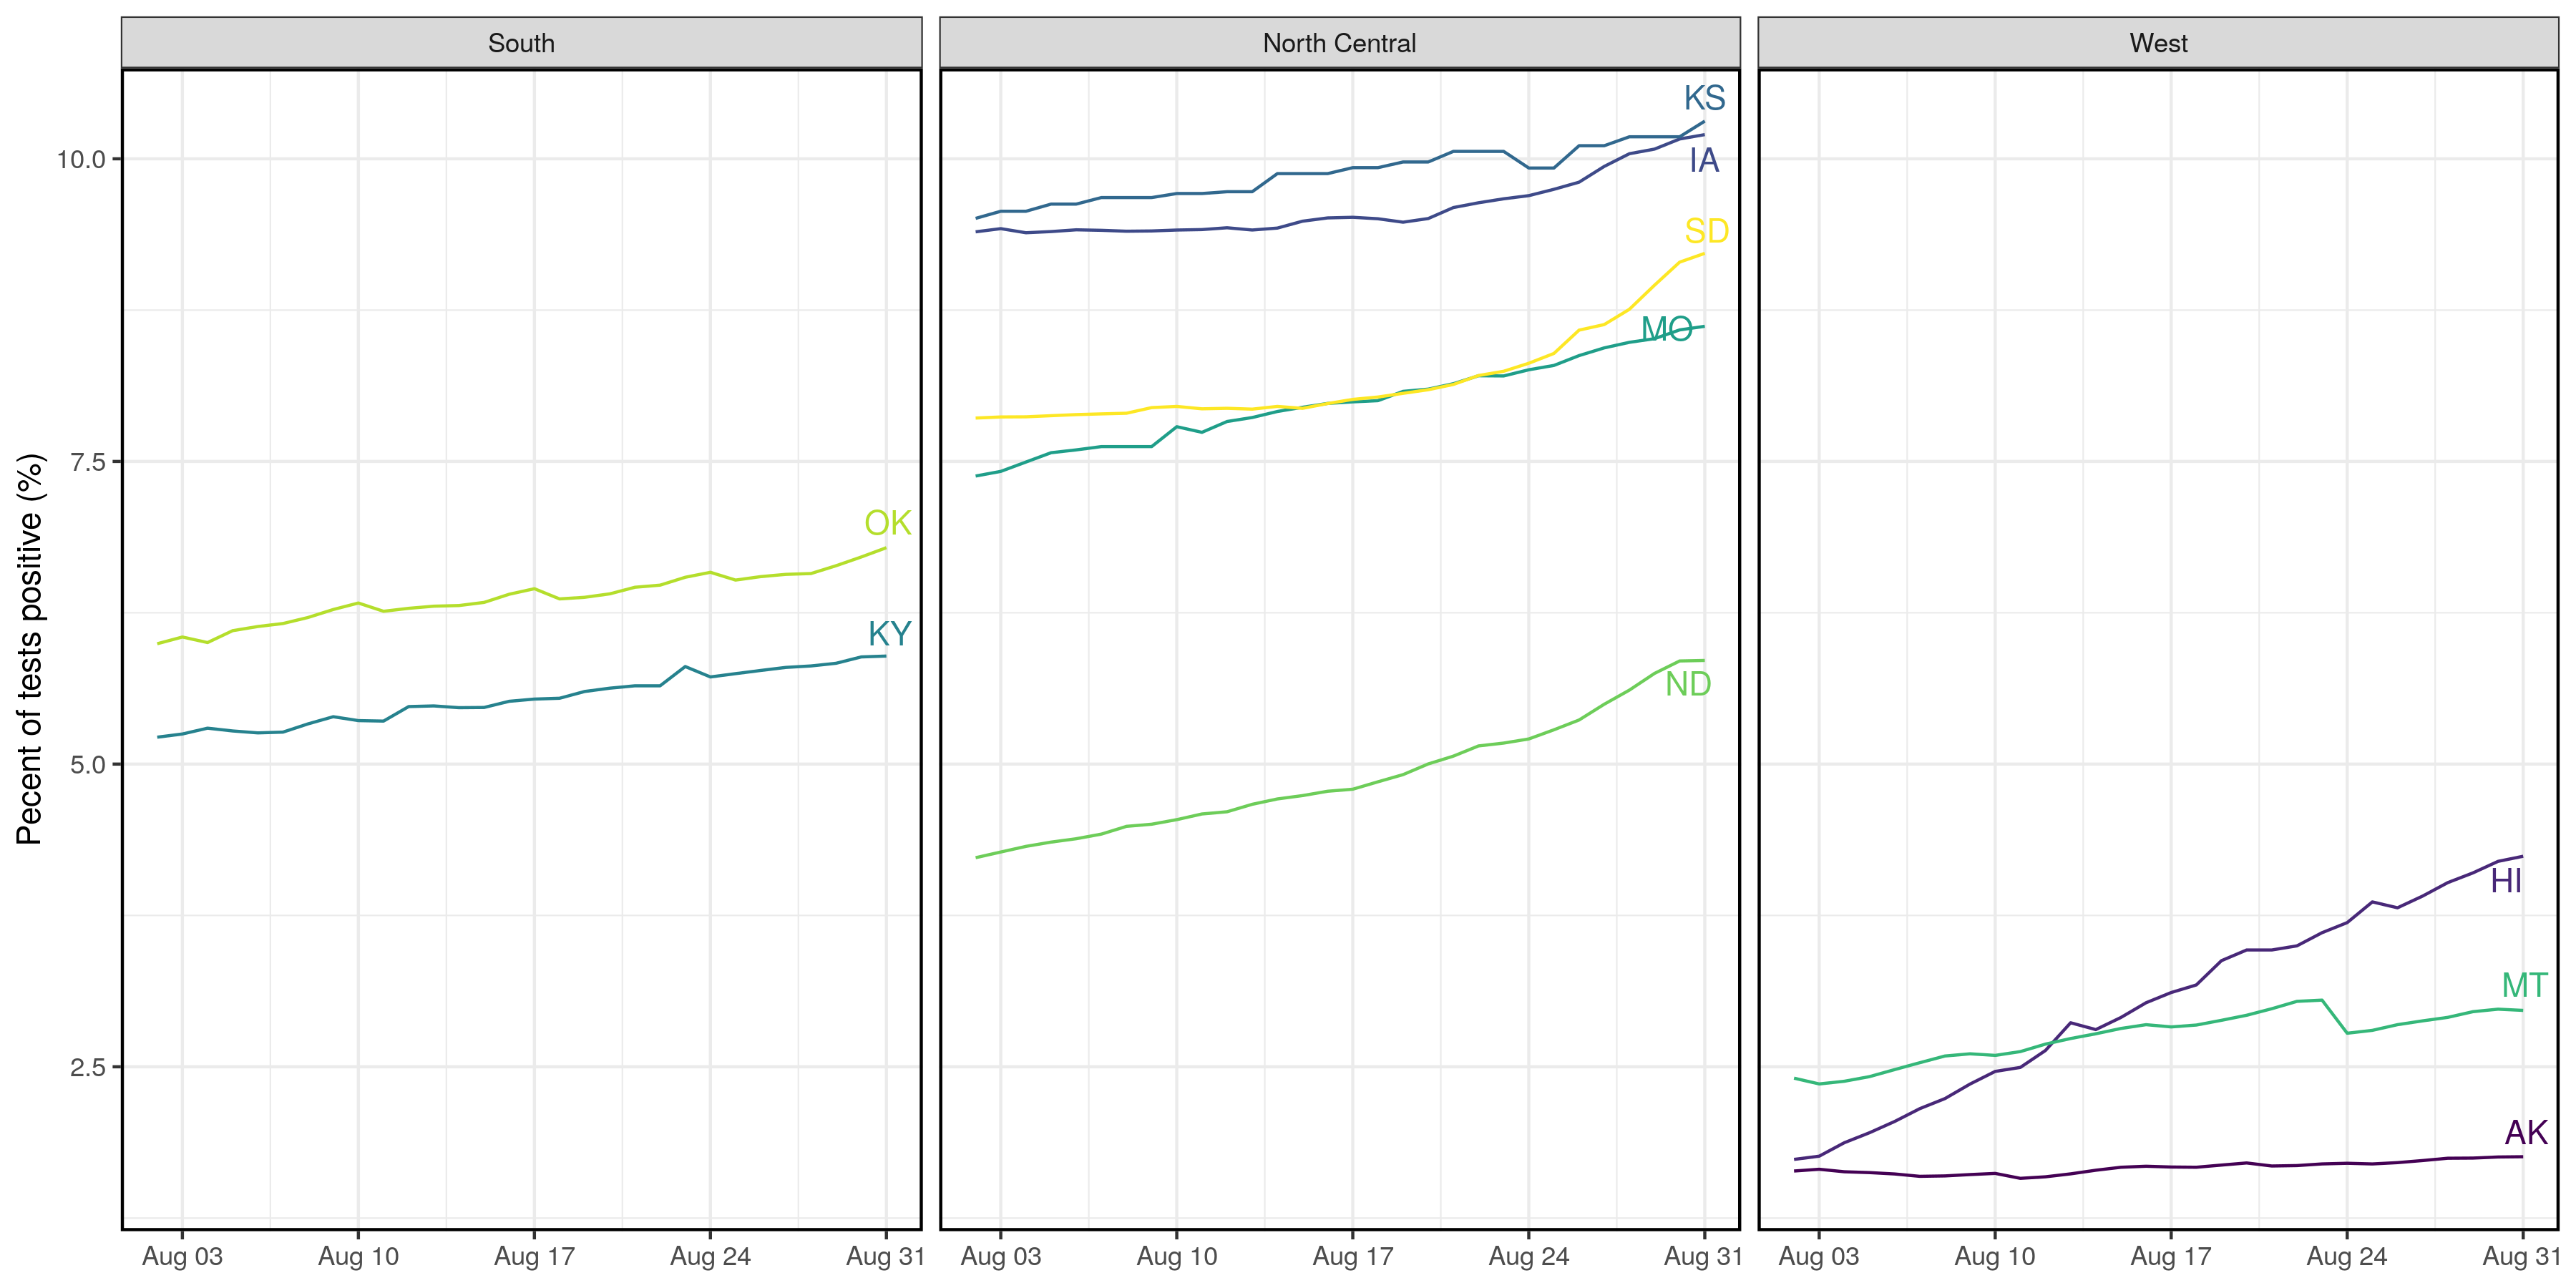 South
North Central
West
Pecent of tests positive (%)
10.0
7.5
5.0
2.5
OK
KY
KS
IA
SD
MO
ND
HI
MT
AK
Aug 03 Aug 10 Aug 17 Aug 24 Aug 31
Aug 03 Aug 10 Aug 17 Aug 24 Aug 31
Aug 03 Aug 10 Aug 17 Aug 24 Aug 31